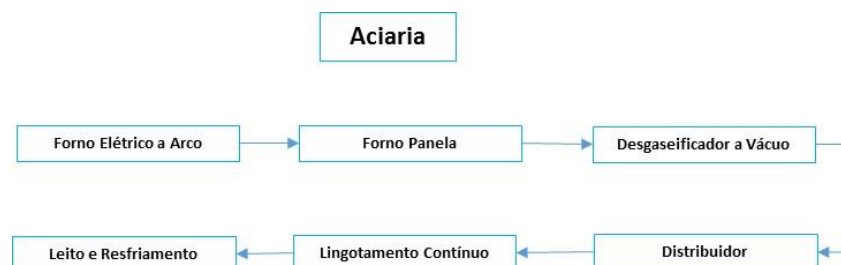 Aciaria
Forno Elétrico a Arco
Forno Panela
Desgaseificador a Vácuo
Leito e Resfriamento
Lingotamento Contínuo
Distribuidor